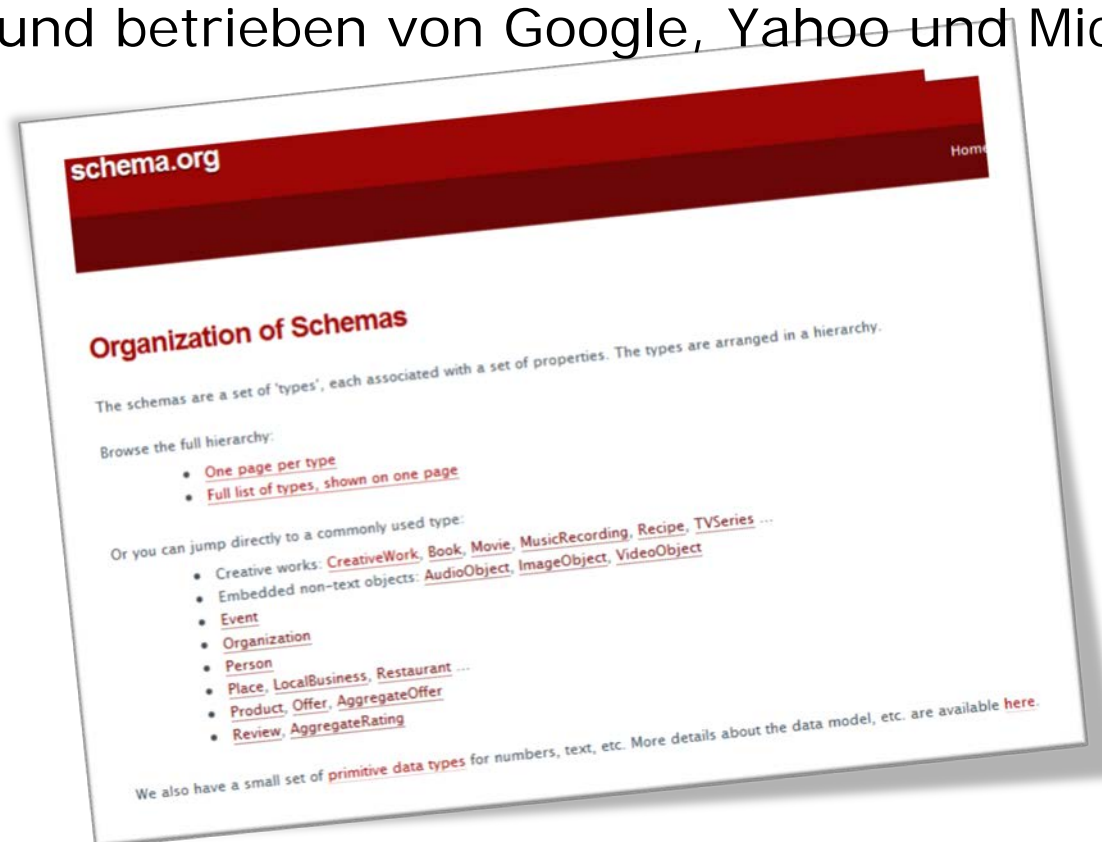 und betrieben von Google, Yahoo und Mic
schema.org
Home
Organization of Schemas
The schemas are a set of 'types', each associated with a set of properties. The types are arranged in a hierarchy.
Browse the full hierarchy:
• One page per type
• Full list of types, shown on one page
Or you can jump directly to a commonly used type:
• Creative works: CreativeWork, Book, Movie, MusicRecording, Recipe, TVSeries ...
• Embedded non-text objects: AudioObject, ImageObject, VideoObject
• Event
• Organization
• Person
• Place, LocalBusiness, Restaurant ...
• Product, Offer, AggregateOffer
• Review, AggregateRating
We also have a small set of primitive data types for numbers, text, etc. More details about the data model, etc. are available here.